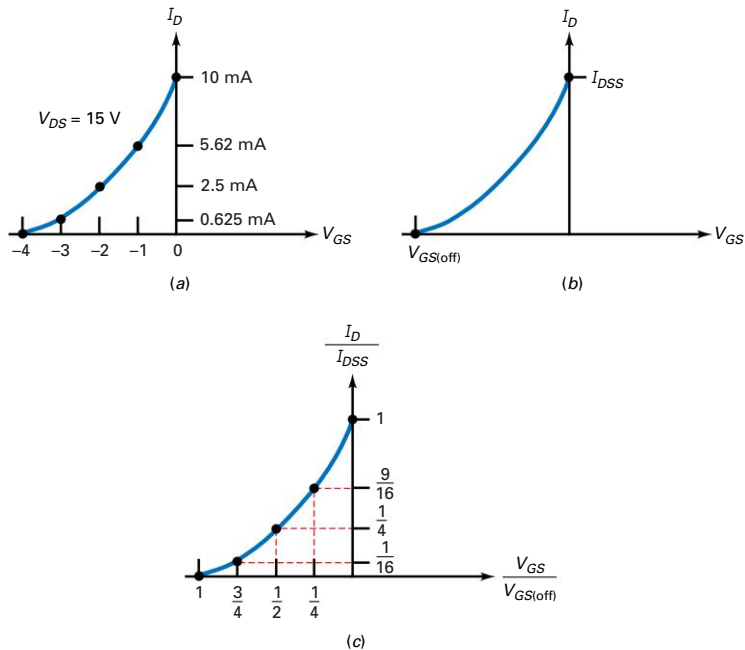 I_D
10 mA
V_DS = 15 V
5.62 mA
2.5 mA
0.625 mA
–4 –3 –2 –1 0
V_GS
(a)
I_D
I_DSS
V_GS
V_GS(off)
(b)
I_D
I_DSS
1
9
16
1
4
1
16
1 3/4 1/2 1/4
V_GS
V_GS(off)
(c)